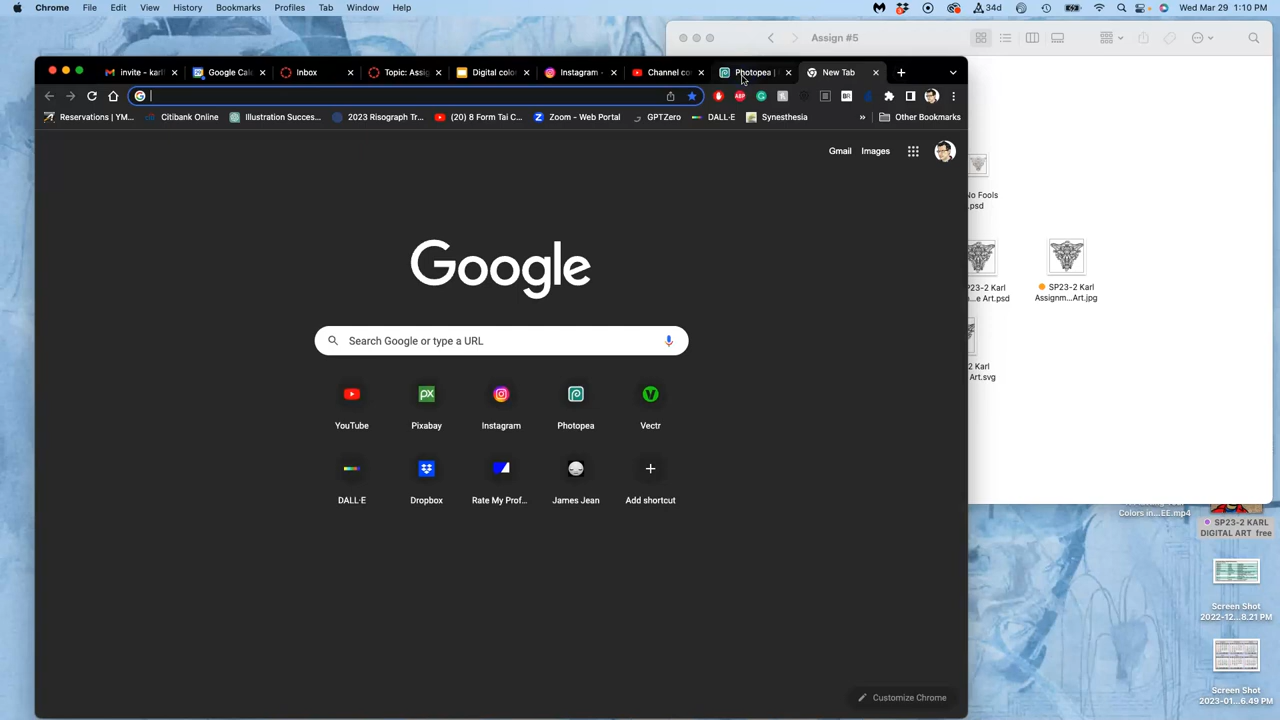 Chrome File Edit View History Bookmarks Profiles Tab Window Help 34d Wed Mar 29 1:10 PM
Assign #5
invite - karl Google Cale Inbox Topic: Assig Digital colo Instagram - Channel co Photopea | New Tab
Reservations | YM... Citibank Online Illustration Succes... 2023 Risograph Tr... (20) 8 Form Tai C... Zoom - Web Portal GPTZero DALL·E Synesthesia » Other Bookmarks
Gmail Images
Google
Search Google or type a URL
YouTube Pixabay Instagram Photopea Vectr
DALL·E Dropbox Rate My Prof... James Jean Add shortcut
Customize Chrome
No Fools
.psd
SP23-2 Karl
...e Art.psd
SP23-2 Karl
Assignm...Art.jpg
2 Karl
Art.svg
Colors in...EE.mp4
SP23-2 KARL
DIGITAL ART free
Screen Shot
2022-12...8.21 PM
Screen Shot
2023-01...6.49 PM